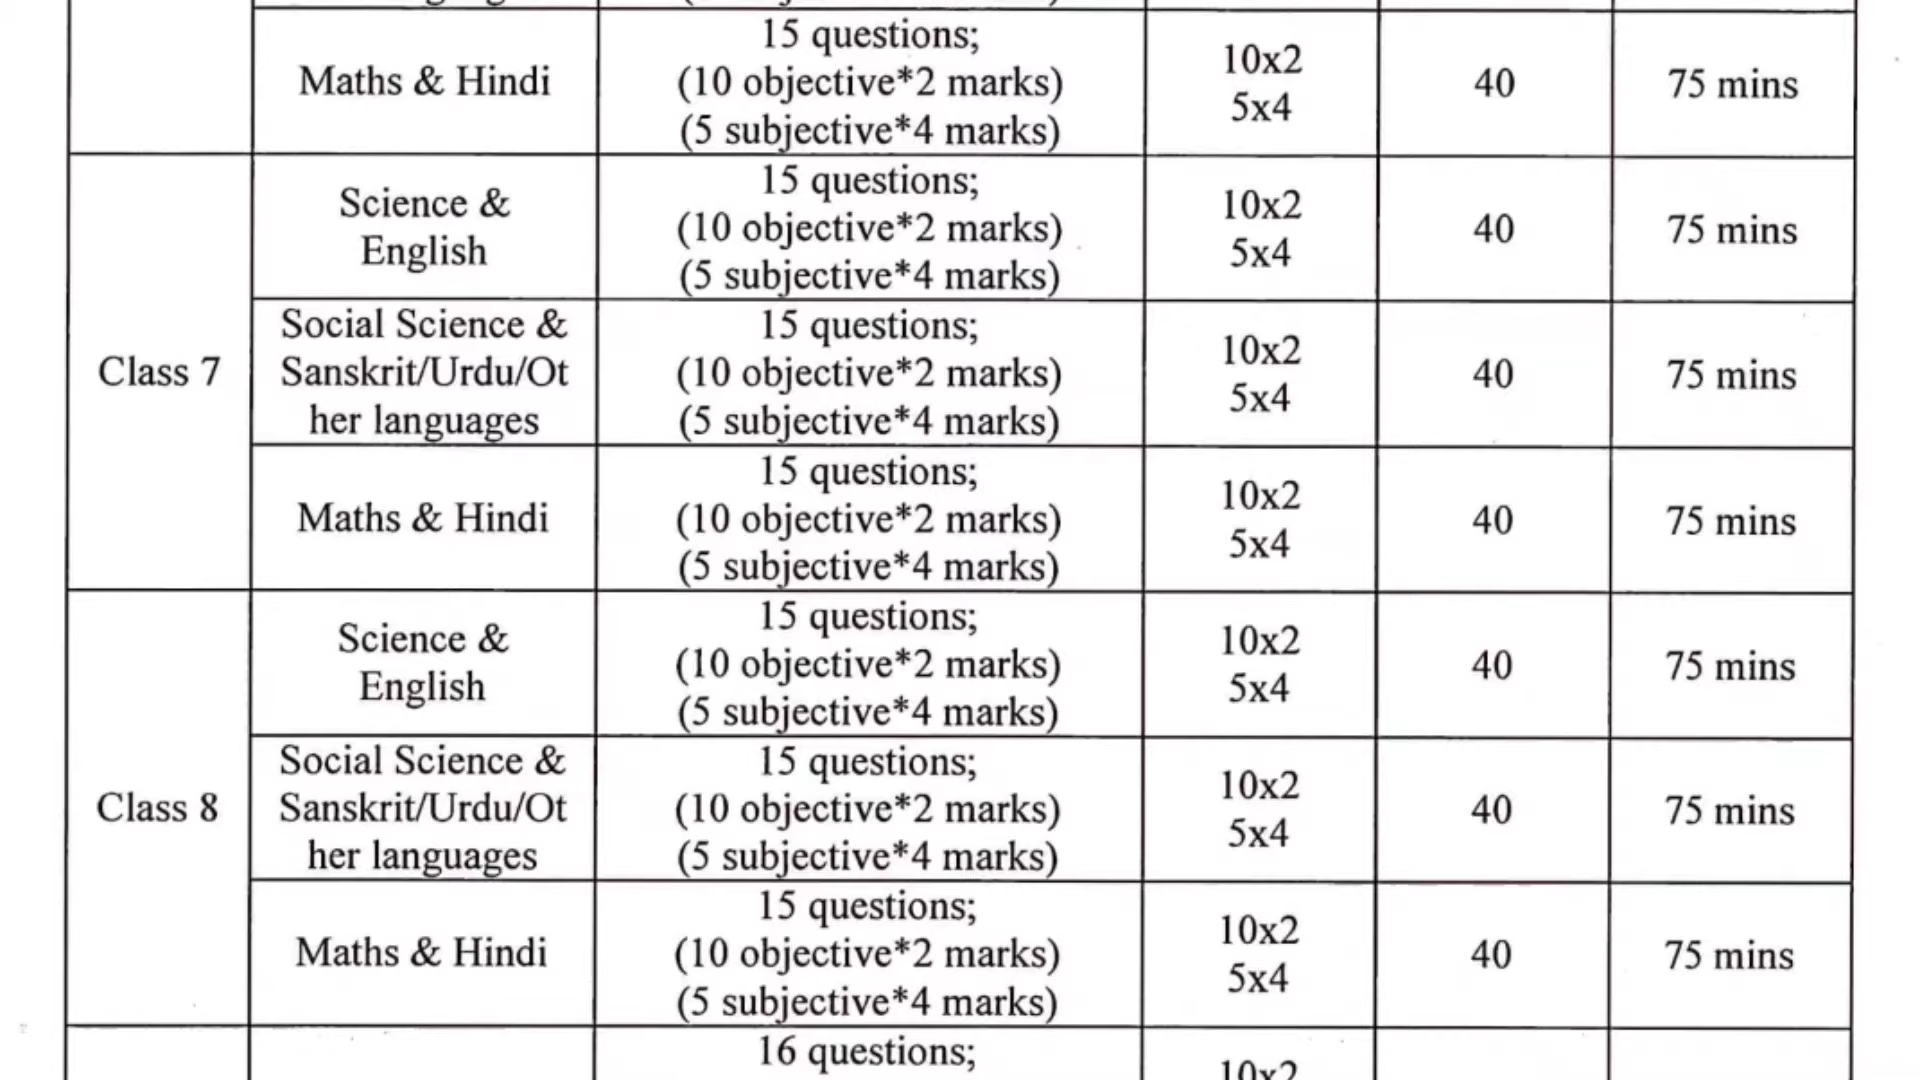 Maths & Hindi
15 questions;
(10 objective*2 marks)
(5 subjective*4 marks)
10x2
5x4
40
75 mins
Class 7
Science &
English
15 questions;
(10 objective*2 marks)
(5 subjective*4 marks)
10x2
5x4
40
75 mins
Social Science &
Sanskrit/Urdu/Ot
her languages
15 questions;
(10 objective*2 marks)
(5 subjective*4 marks)
10x2
5x4
40
75 mins
Maths & Hindi
15 questions;
(10 objective*2 marks)
(5 subjective*4 marks)
10x2
5x4
40
75 mins
Class 8
Science &
English
15 questions;
(10 objective*2 marks)
(5 subjective*4 marks)
10x2
5x4
40
75 mins
Social Science &
Sanskrit/Urdu/Ot
her languages
15 questions;
(10 objective*2 marks)
(5 subjective*4 marks)
10x2
5x4
40
75 mins
Maths & Hindi
15 questions;
(10 objective*2 marks)
(5 subjective*4 marks)
10x2
5x4
40
75 mins
16 questions;
10x2